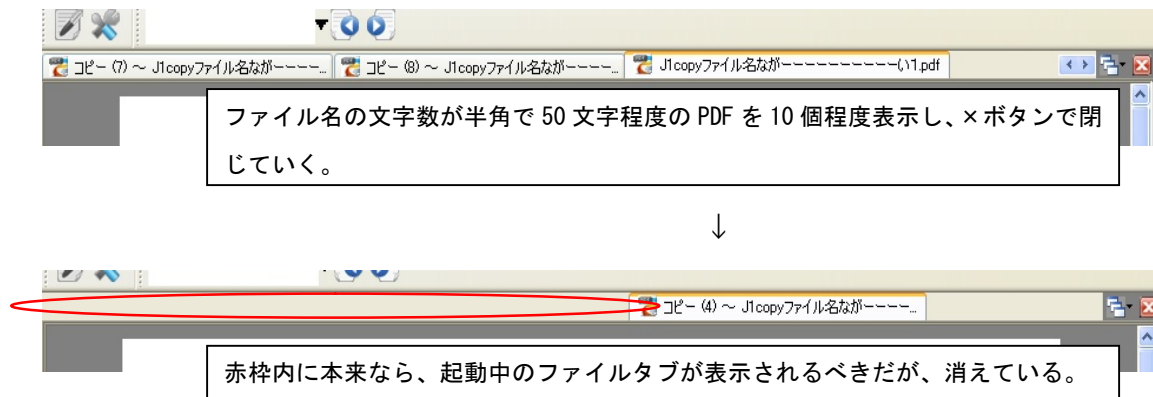 コピー (7) ～ J1copyファイル名ながーーーー...
コピー (8) ～ J1copyファイル名ながーーーー...
J1copyファイル名ながーーーーーーーーーーい1.pdf
ファイル名の文字数が半角で 50 文字程度の PDF を 10 個程度表示し、×ボタンで閉
じていく。
↓
コピー (4) ～ J1copyファイル名ながーーーー...
赤枠内に本来なら、起動中のファイルタブが表示されるべきだが、消えている。